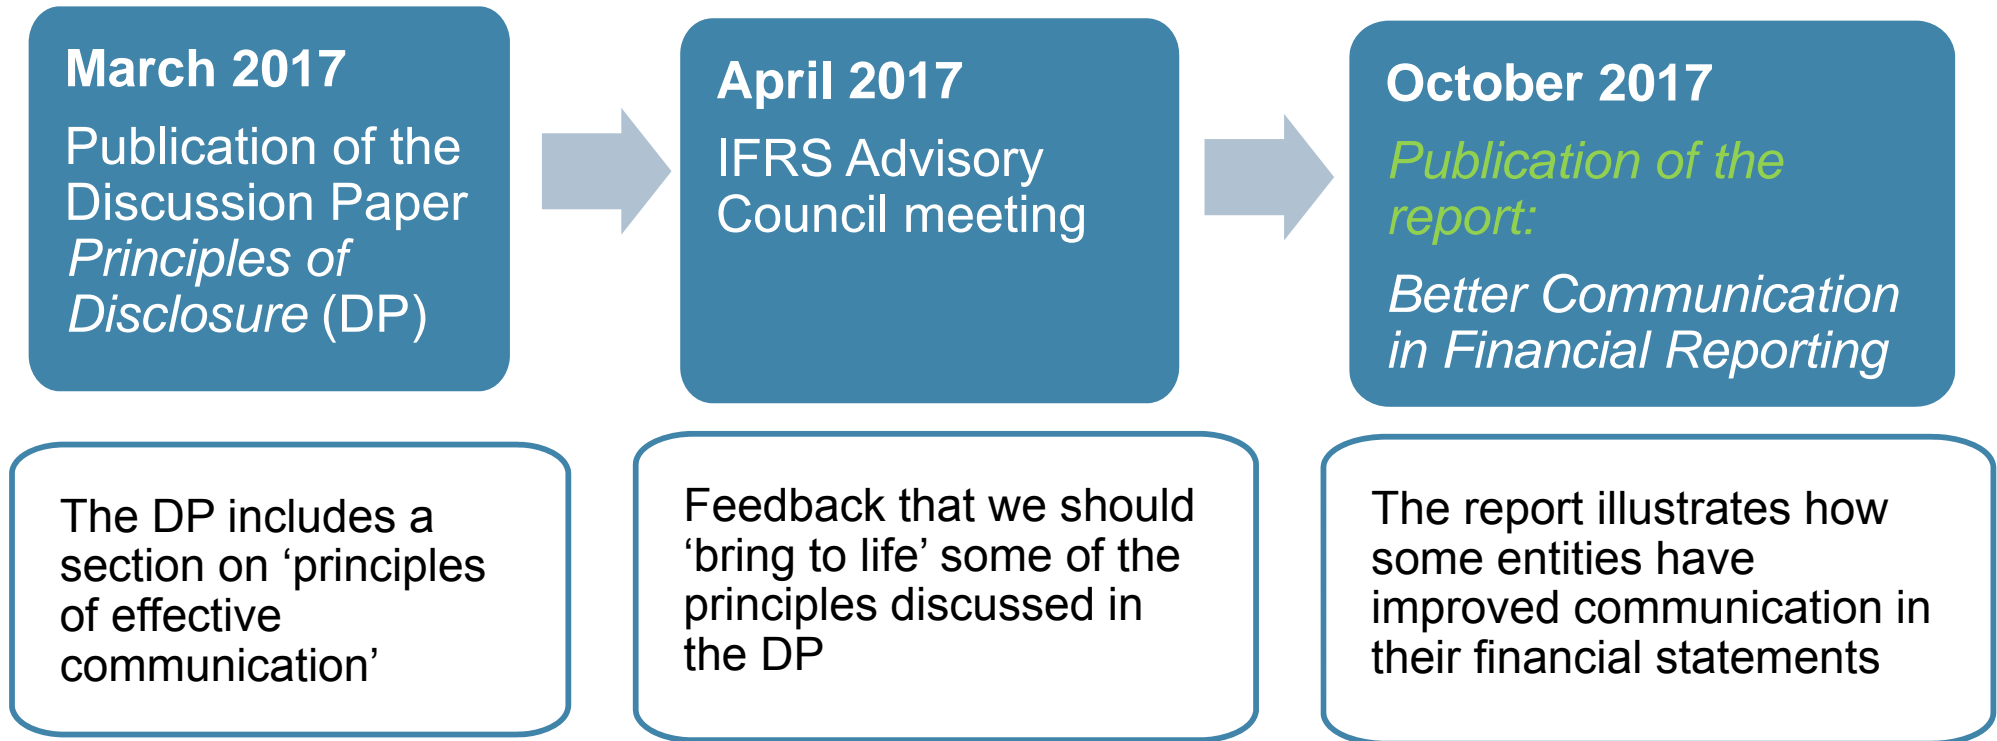 March 2017
Publication of the
Discussion Paper
Principles of
Disclosure (DP)
April 2017
IFRS Advisory
Council meeting
October 2017
Publication of the
report:
Better Communication
in Financial Reporting
The DP includes a
section on ‘principles
of effective
communication’
Feedback that we should
‘bring to life’ some of the
principles discussed in
the DP
The report illustrates how
some entities have
improved communication in
their financial statements